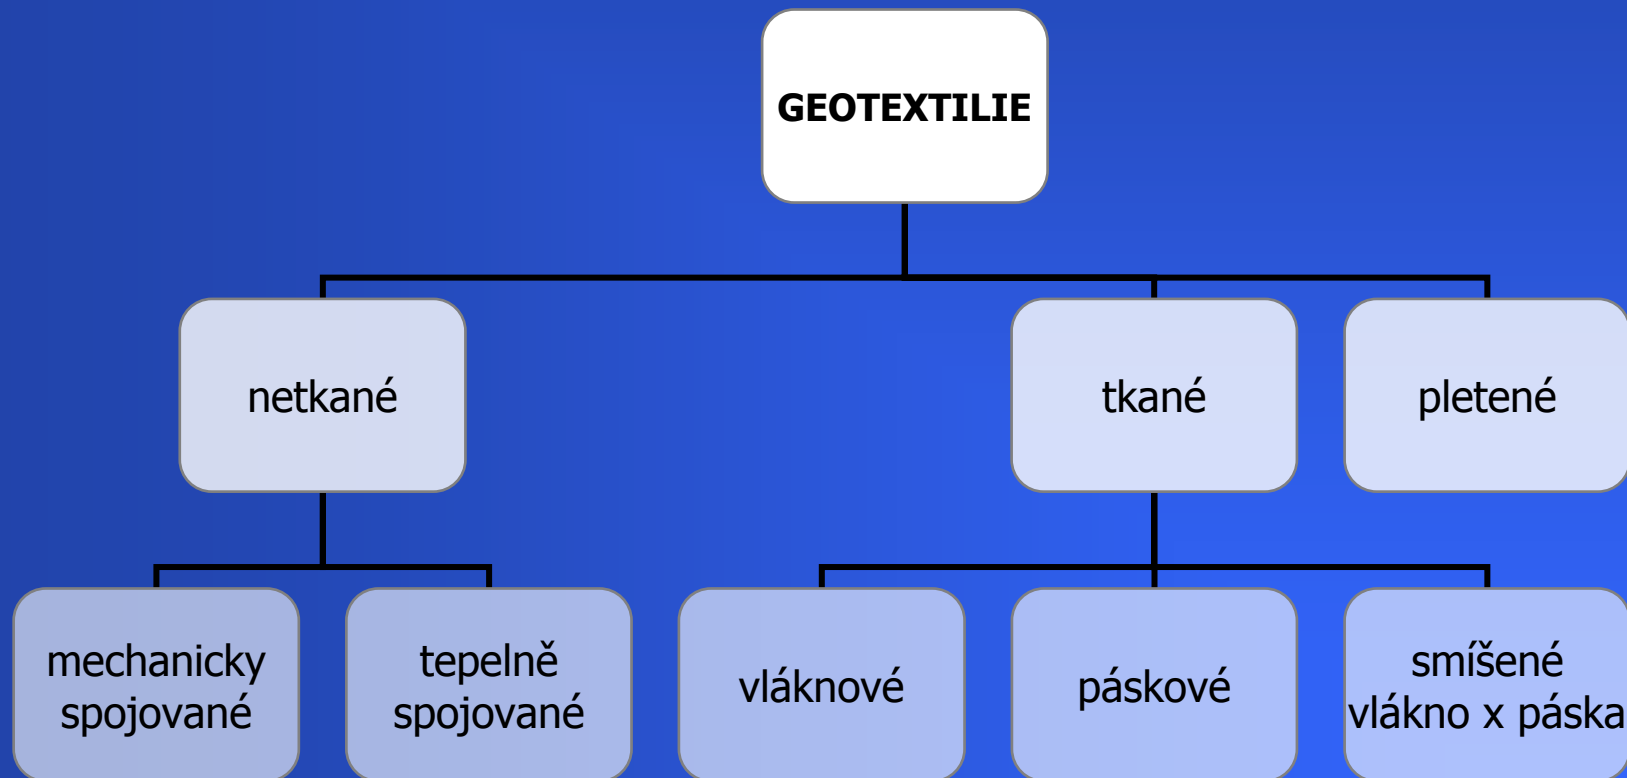 GEOTEXTILIE
netkané
tkané
pletené
mechanicky
spojované
tepelně
spojované
vláknové
páskové
smíšené
vlákno x páska